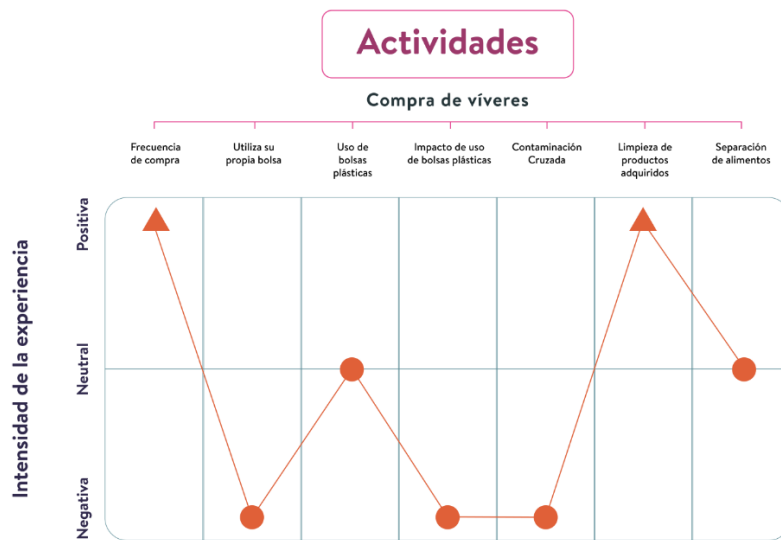 Actividades
Compra de víveres
Frecuencia
de compra
Utiliza su
propia bolsa
Uso de
bolsas
plásticas
Impacto de uso
de bolsas plásticas
Contaminación
Cruzada
Limpieza de
productos
adquiridos
Separación
de alimentos
Intensidad de la experiencia
Positiva
Neutral
Negativa